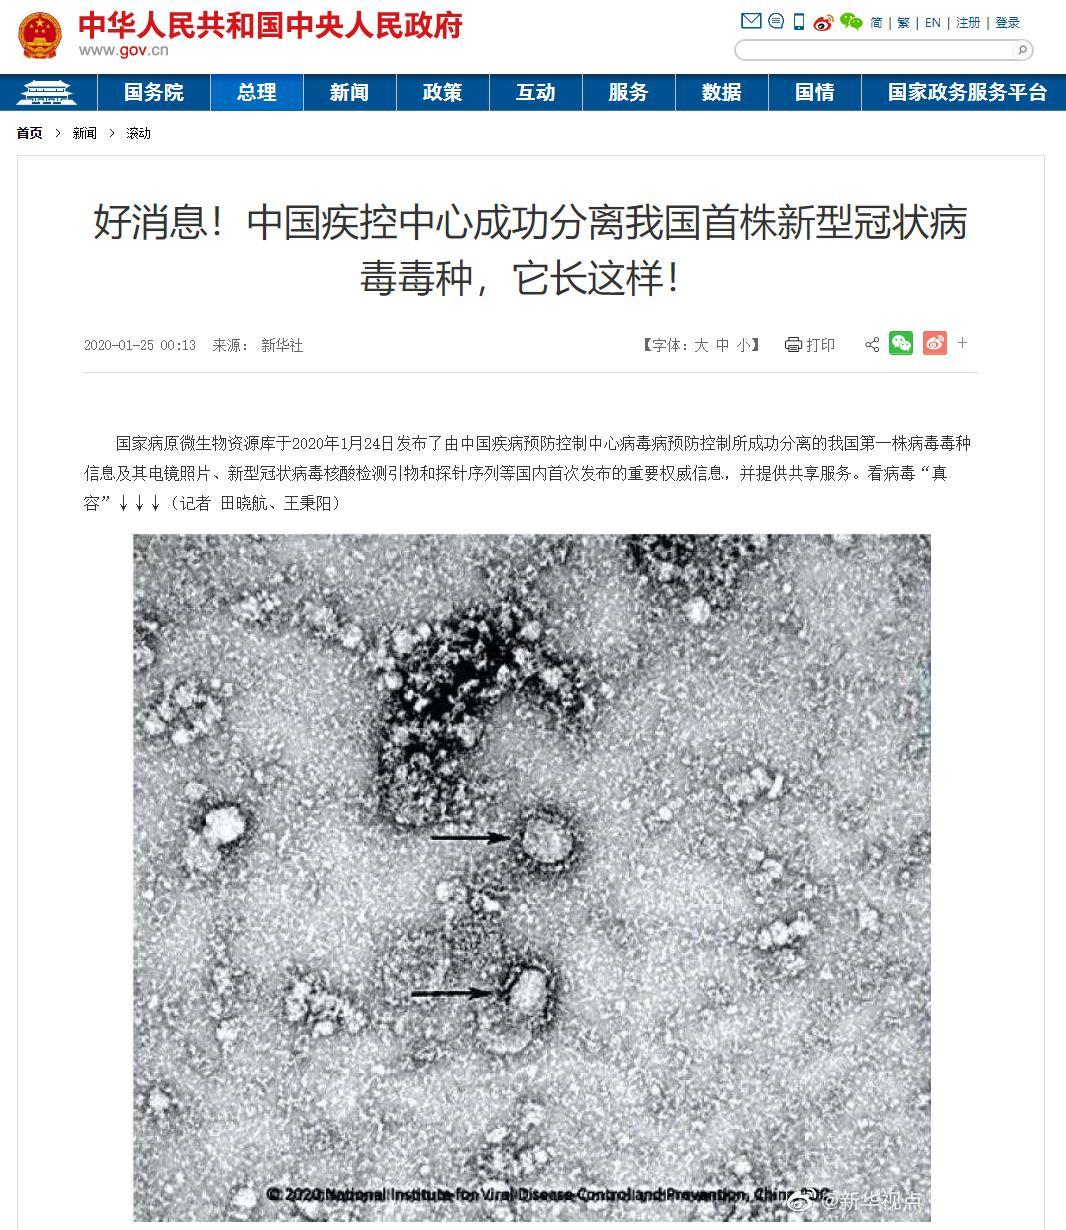 中华人民共和国中央人民政府
www.gov.cn
简 | 繁 | EN | 注册 | 登录
国务院 总理 新闻 政策 互动 服务 数据 国情 国家政务服务平台
首页 > 新闻 > 滚动
好消息！中国疾控中心成功分离我国首株新型冠状病
毒毒种，它长这样！
2020-01-25 00:13 来源： 新华社 【字体：大 中 小】 打印
国家病原微生物资源库于2020年1月24日发布了由中国疾病预防控制中心病毒病预防控制所成功分离的我国第一株病毒毒种
信息及其电镜照片、新型冠状病毒核酸检测引物和探针序列等国内首次发布的重要权威信息，并提供共享服务。看病毒“真
容”↓↓↓（记者 田晓航、王秉阳）
© 2020 National Institute for Viral Disease Control and Prevention, China CDC
@新华视点